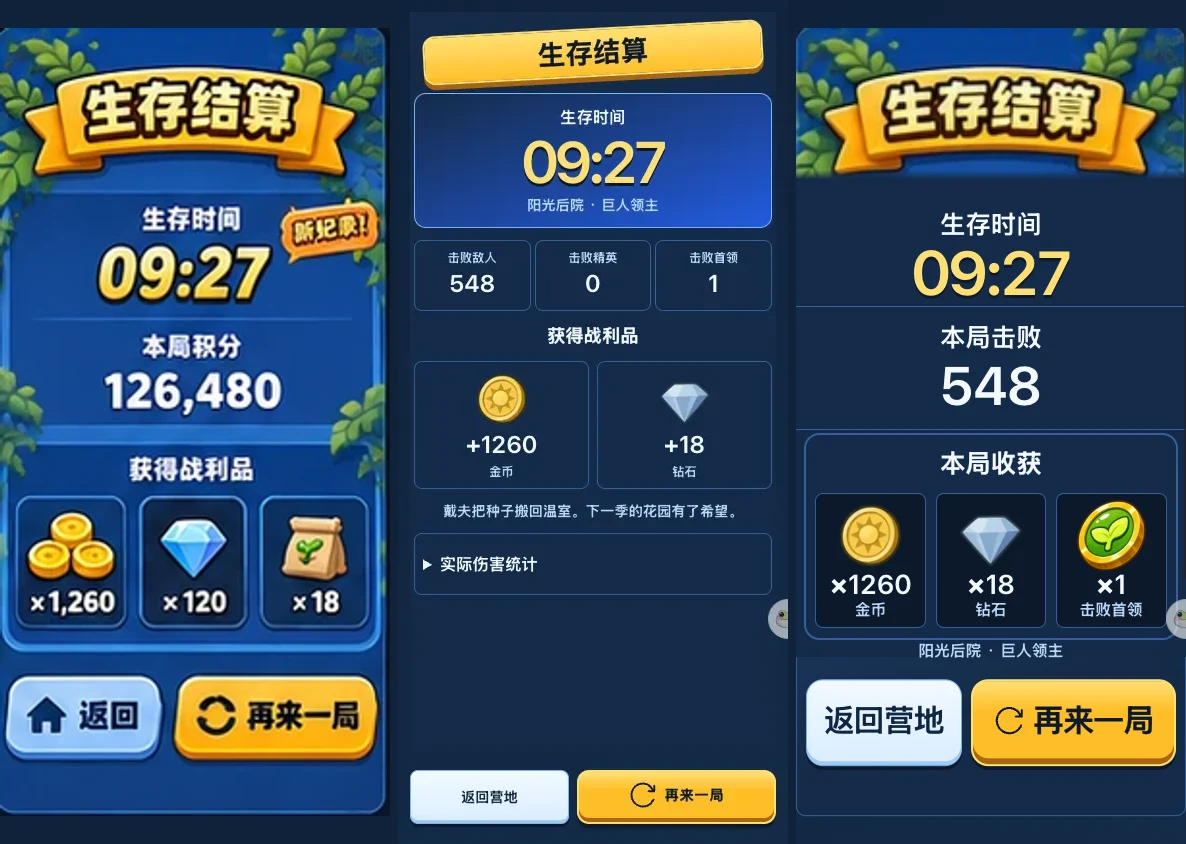 生存结算
生存时间
新纪录!
09:27
本局积分
126,480
获得战利品
×1,260
×120
×18
返回
再来一局
生存结算
生存时间
09:27
阳光后院 · 巨人领主
击败敌人
击败精英
击败首领
548
0
1
获得战利品
+1260
+18
金币
钻石
戴夫把种子搬回温室。下一季的花园有了希望。
▶ 实际伤害统计
返回营地
再来一局
生存结算
生存时间
09:27
本局击败
548
本局收获
×1260
×18
×1
金币
钻石
击败首领
阳光后院 · 巨人领主
返回营地
再来一局